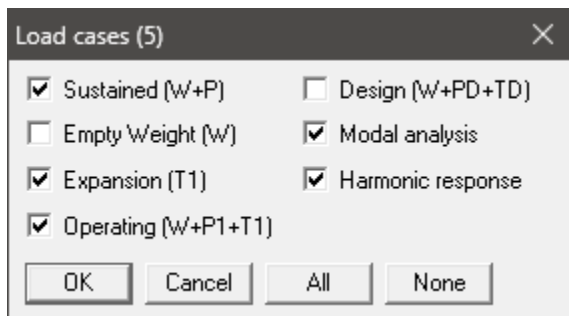 Load cases (5)
Sustained (W+P) Design (W+PD+TD)
Empty Weight (W) Modal analysis
Expansion (T1) Harmonic response
Operating (W+P1+T1)
OK Cancel All None